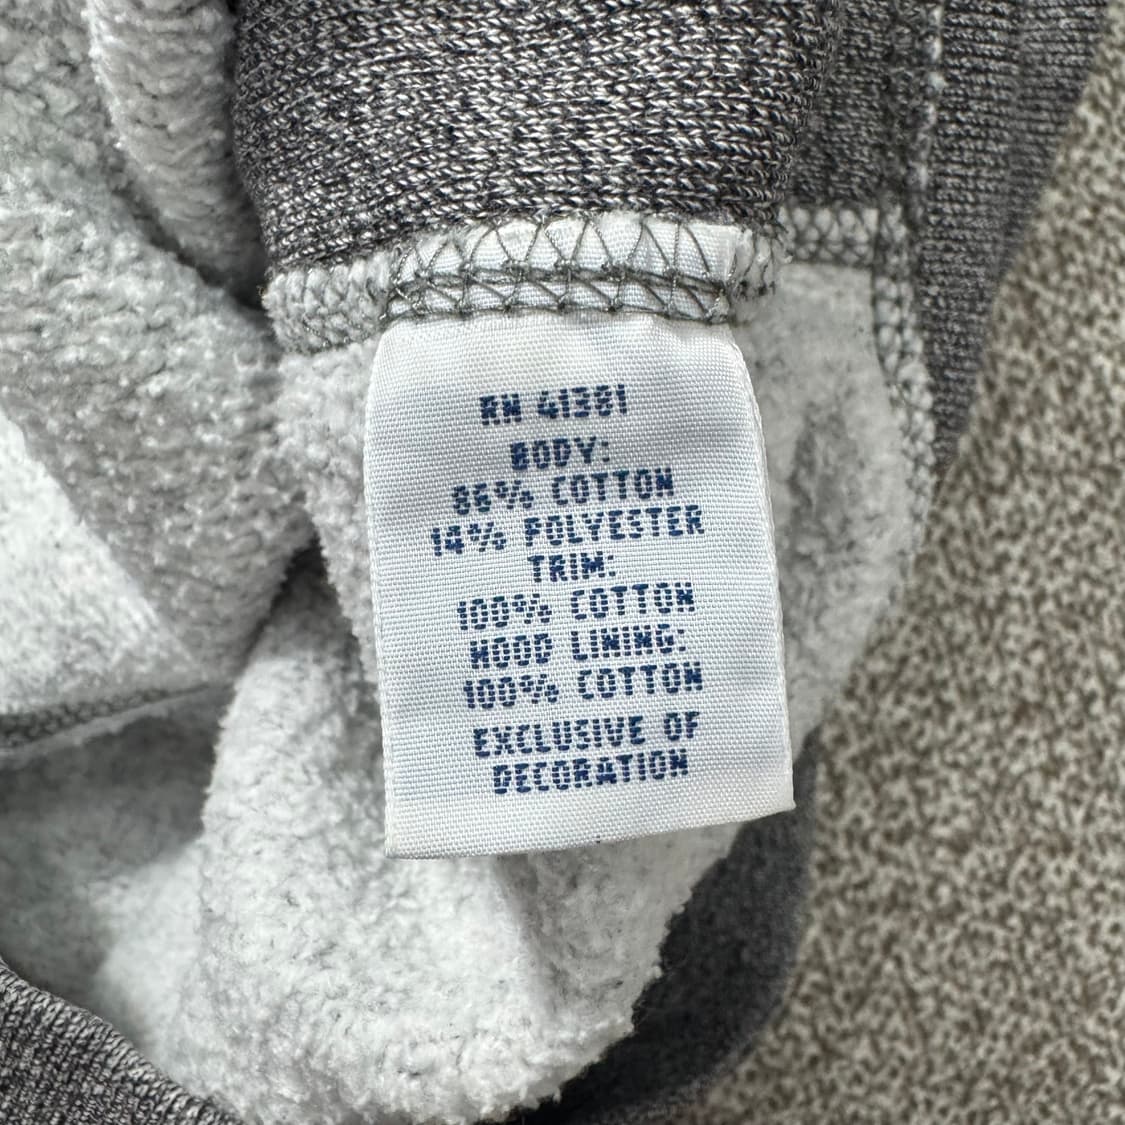 RN 41381
BODY:
86% COTTON
14% POLYESTER
TRIM:
100% COTTON
HOOD LINING:
100% COTTON
EXCLUSIVE OF
DECORATION